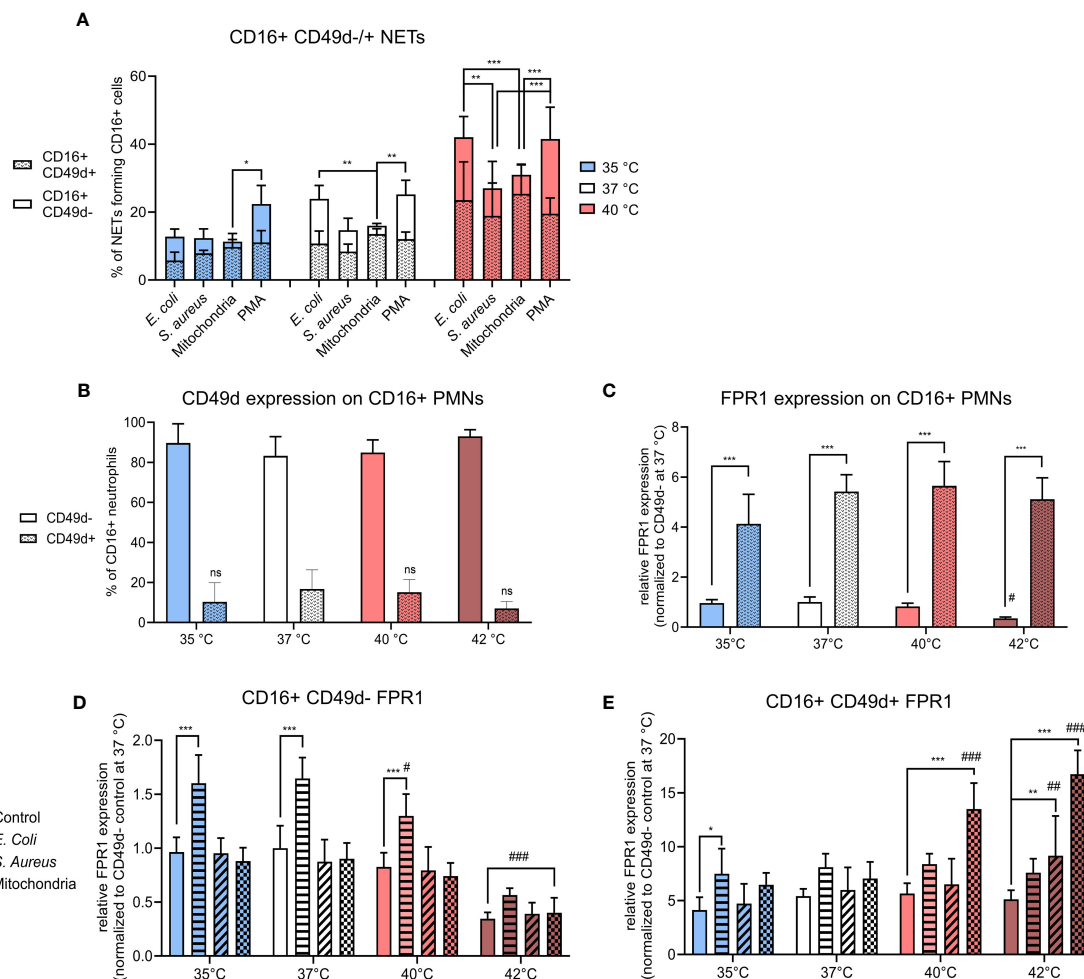 A
CD16+ CD49d-/+ NETs
% of NETs forming CD16+ cells
60
40
20
0
CD16+
CD49d+
CD16+
CD49d-
*
**
**
***
**
***
***
35 °C
37 °C
40 °C
E. coli
S. aureus
Mitochondria
PMA
E. coli
S. aureus
Mitochondria
PMA
E. coli
S. aureus
Mitochondria
PMA
B
CD49d expression on CD16+ PMNs
% of CD16+ neutrophils
100
80
60
40
20
0
CD49d-
CD49d+
ns
ns
ns
35 °C
37 °C
40 °C
42 °C
C
FPR1 expression on CD16+ PMNs
relative FPR1 expression
(normalized to CD49d- at 37 °C)
8
6
4
2
0
***
***
***
***
#
35°C
37°C
40°C
42°C
D
CD16+ CD49d- FPR1
relative FPR1 expression
(normalized to CD49d- control at 37 °C)
2.0
1.5
1.0
0.5
0.0
***
***
***
#
###
35°C
37°C
40°C
42°C
Control
E. Coli
S. Aureus
Mitochondria
E
CD16+ CD49d+ FPR1
relative FPR1 expression
(normalized to CD49d- control at 37 °C)
20
15
10
5
0
*
***
###
***
###
**
##
35°C
37°C
40°C
42°C